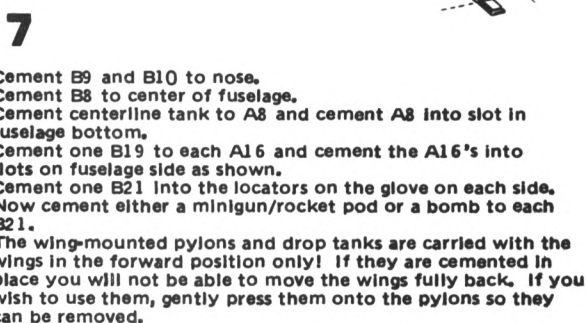 7
Cement B9 and B10 to nose.
Cement B8 to center of fuselage.
Cement centerline tank to A8 and cement A8 into slot in
fuselage bottom.
Cement one B19 to each A16 and cement the A16's into
slots on fuselage side as shown.
Cement one B21 into the locators on the glove on each side.
Now cement either a minigun/rocket pod or a bomb to each
B21.
The wing-mounted pylons and drop tanks are carried with the
wings in the forward position only! If they are cemented in
place you will not be able to move the wings fully back. If you
wish to use them, gently press them onto the pylons so they
can be removed.